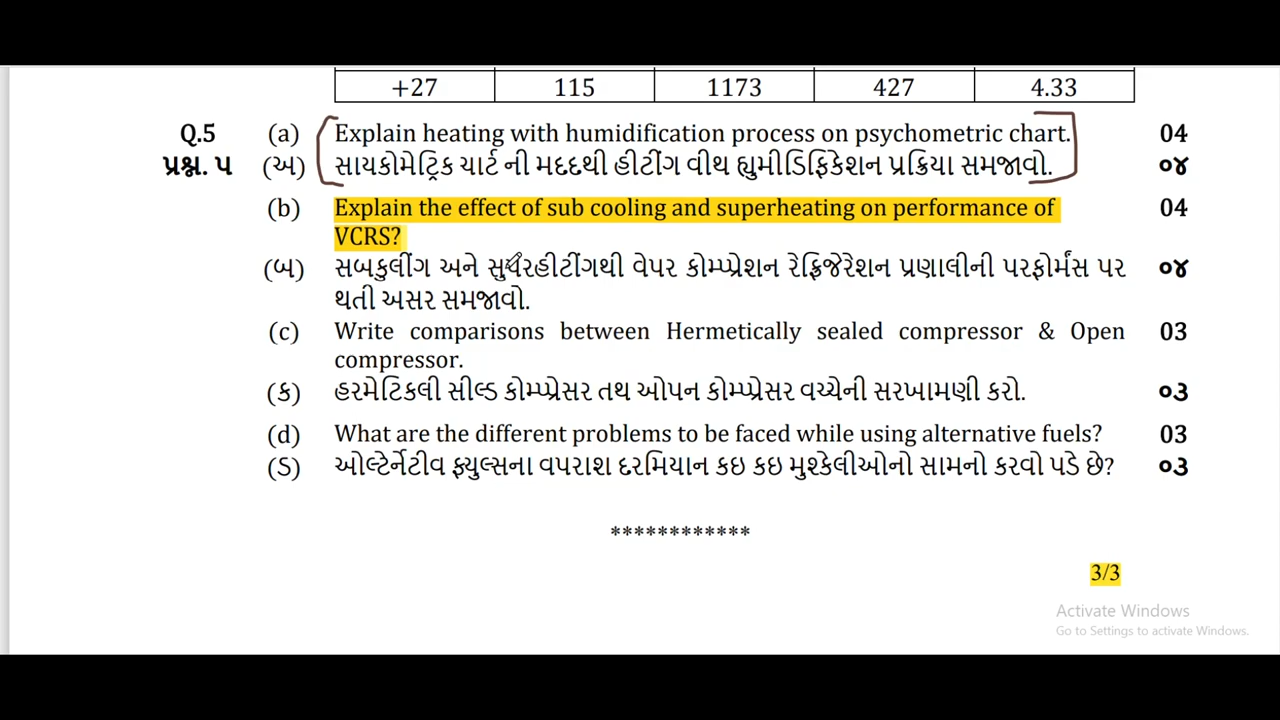 +27 115 1173 427 4.33
Q.5 (a) Explain heating with humidification process on psychometric chart. 04
પ્રશ્ન. ૫ (અ) સાયકોમેટ્રિક ચાર્ટ ની મદદથી હીટીંગ વીથ હ્યુમીડિફિકેશન પ્રક્રિયા સમજાવો. ૦૪
(b) Explain the effect of sub cooling and superheating on performance of 04
VCRS?
(બ) સબકુલીંગ અને સુપરહીટીંગથી વેપર કોમ્પ્રેશન રેફ્રિજેરેશન પ્રણાલીની પરફોર્મંસ પર ૦૪
થતી અસર સમજાવો.
(c) Write comparisons between Hermetically sealed compressor & Open 03
compressor.
(ક) હરમેટિકલી સીલ્ડ કોમ્પ્રેસર તથ ઓપન કોમ્પ્રેસર વચ્ચેની સરખામણી કરો. ૦૩
(d) What are the different problems to be faced while using alternative fuels? 03
(ડ) ઓલ્ટેર્નેટીવ ફ્યુલ્સના વપરાશ દરમિયાન કઇ કઇ મુશ્કેલીઓનો સામનો કરવો પડે છે? ૦૩
************
3/3
Activate Windows
Go to Settings to activate Windows.